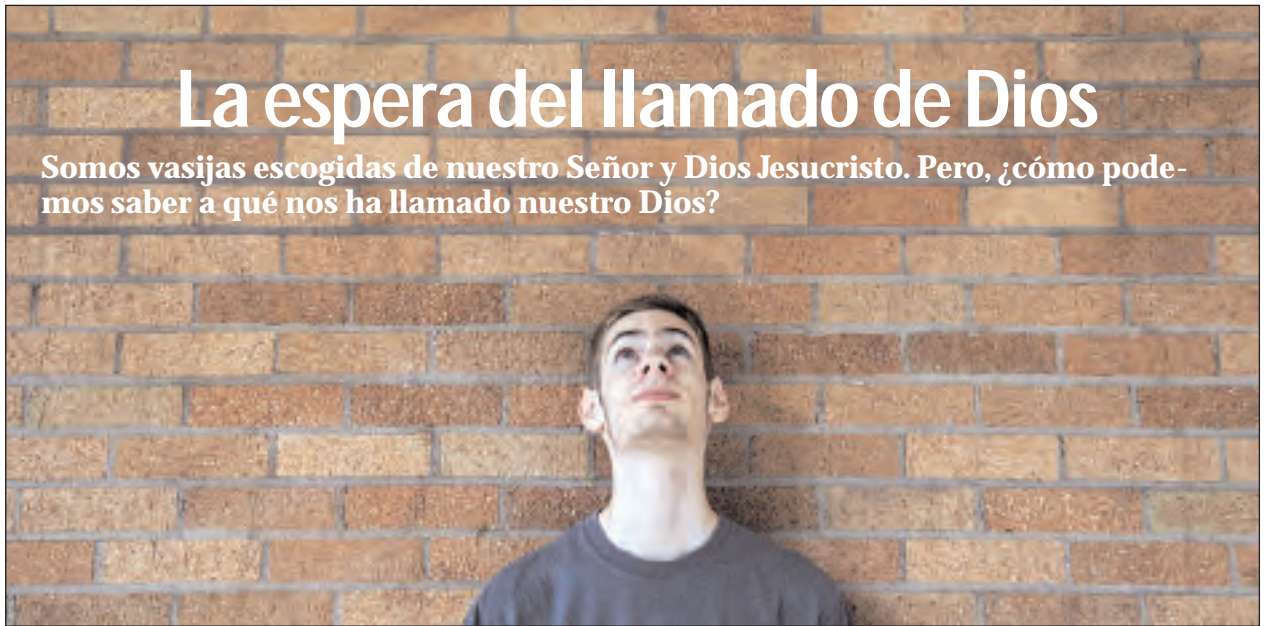 La espera del llamado de Dios
Somos vasijas escogidas de nuestro Señor y Dios Jesucristo. Pero, ¿cómo pode-
mos saber a qué nos ha llamado nuestro Dios?